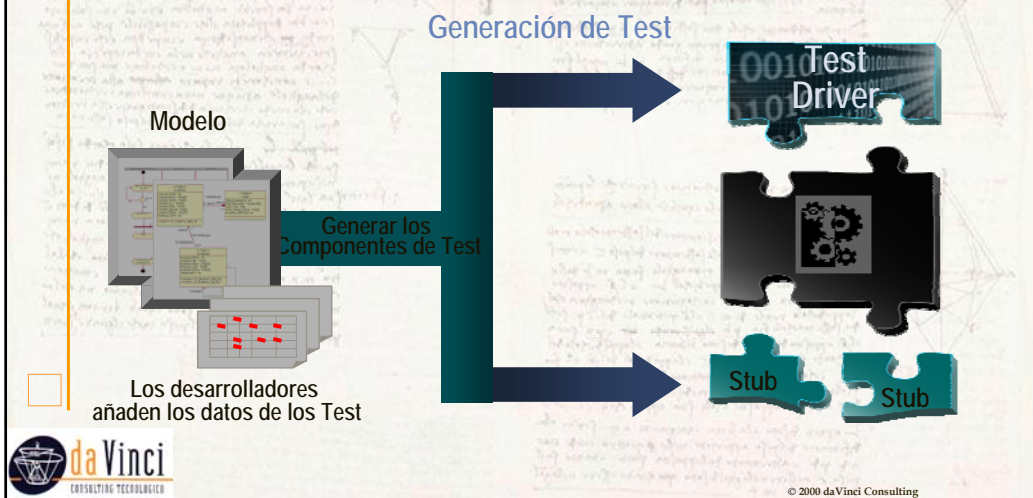 Generación de Test
Modelo
Test
Driver
Generar los
Componentes de Test
Los desarrolladores
añaden los datos de los Test
Stub
Stub
da Vinci
CONSULTING TECNOLOGICO
© 2000 daVinci Consulting